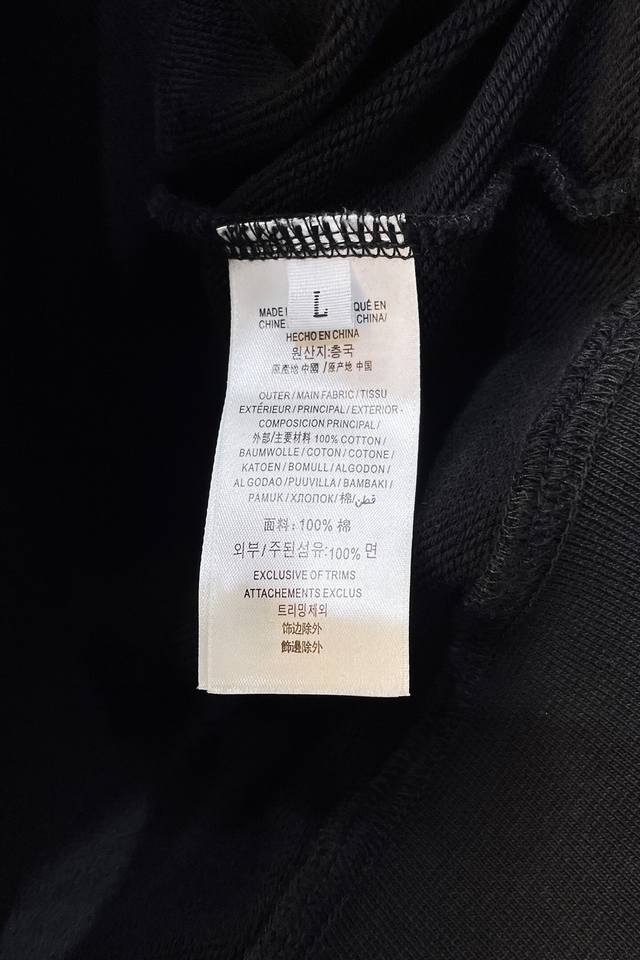 L
MADE QUÉ EN
CHINE CHINA/
HECHO EN CHINA
원산지:층국
原產地 中國 /原产地 中国
OUTER / MAIN FABRIC / TISSU
EXTÉRIEUR / PRINCIPAL / EXTERIOR -
COMPOSICION PRINCIPAL /
外部/主要材料 100% COTTON /
BAUMWOLLE / COTON / COTONE /
KATOEN / BOMULL / ALGODON /
ALGODAO / PUUVILLA / BAMBAKI /
PAMUK / ХЛОПОК/ 棉/قطن
面料: 100% 棉
외부/주된섬유:100% 면
EXCLUSIVE OF TRIMS
ATTACHEMENTS EXCLUS
트리밍제외
饰边除外
飾邊除外